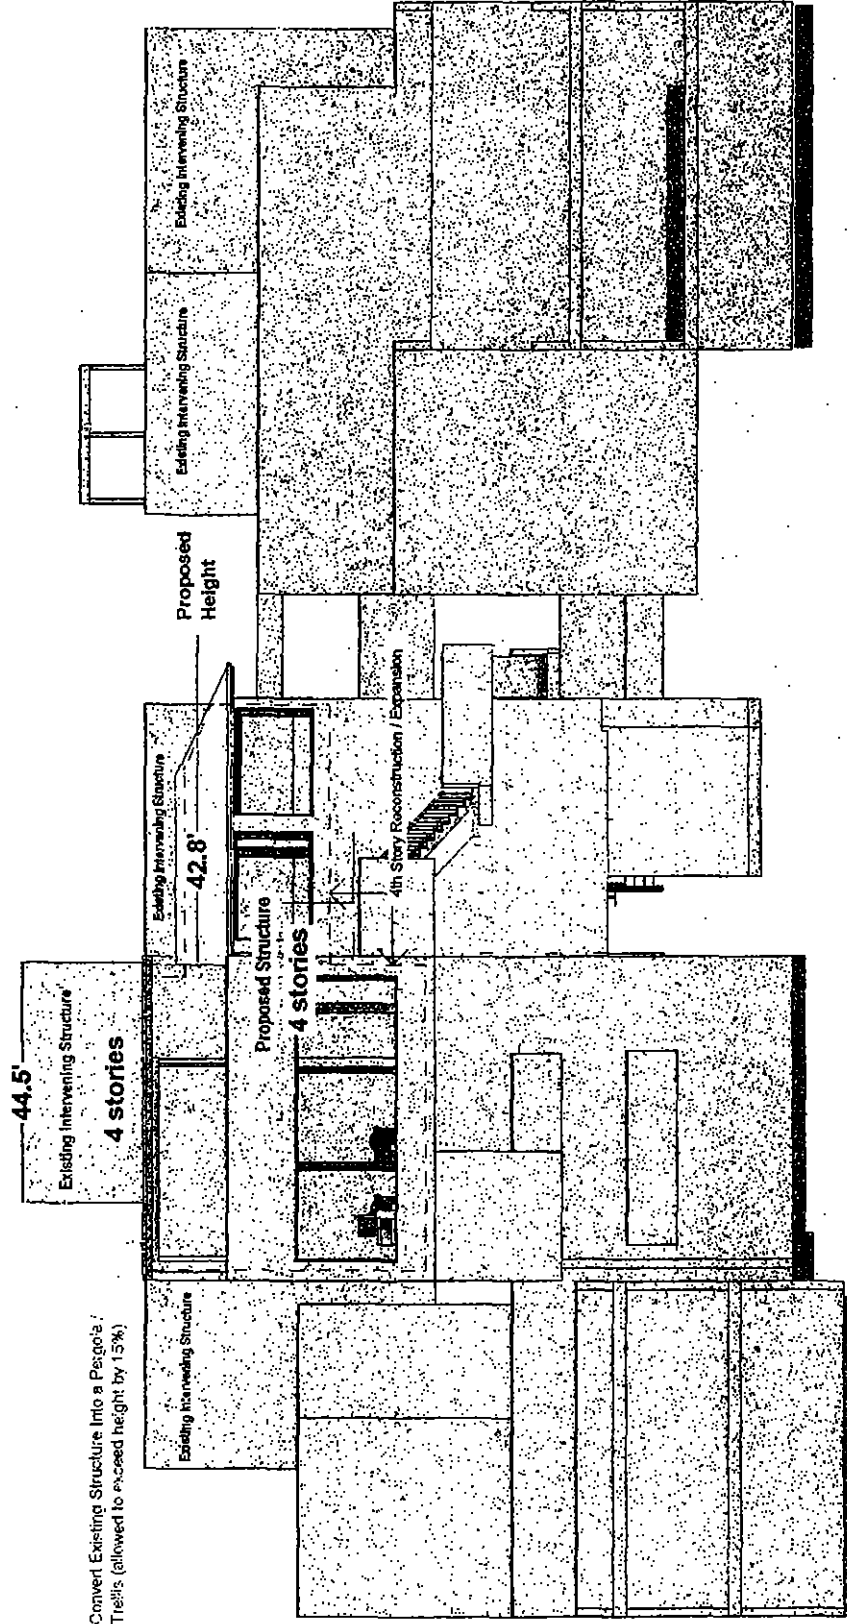 Convert Existing Structure Into a Pergola /
Trellis (allowed to exceed height by 15%)
Existing Intervening Structure
44.5'
Existing Intervening Structure
4 stories
Existing Intervening Structure
42.8'
Proposed
Height
Proposed Structure
4 stories
4th Story Reconstruction / Expansion
Existing Intervening Structure
Existing Intervening Structure